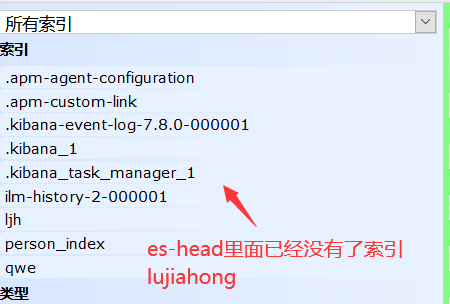 所有索引
索引
.apm-agent-configuration
.apm-custom-link
.kibana-event-log-7.8.0-000001
.kibana_1
.kibana_task_manager_1
ilm-history-2-000001
ljh
person_index
qwe
es-head里面已经没有了索引
lujiahong
类型